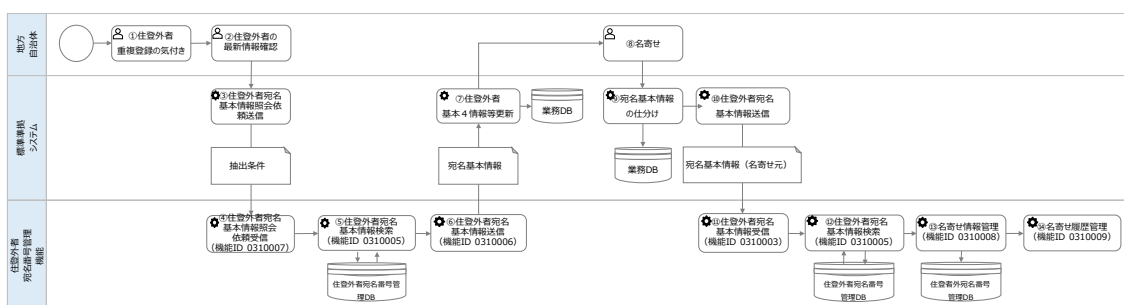 地方
自治体
①住登外者
重複登録の気付き
②住登外者の
最新情報確認
⑧名寄せ
標準準拠
システム
③住登外者宛名
基本情報照会依
頼送信
⑦住登外者
基本４情報等更新
業務DB
⑨宛名基本情報
の仕分け
⑩住登外者宛名
基本情報送信
抽出条件
宛名基本情報
業務DB
宛名基本情報（名寄せ元）
住登外者
宛名番号管理
機能
④住登外者宛名
基本情報照会
依頼受信
（機能ID 0310007）
⑤住登外者宛名
基本情報検索
（機能ID 0310005）
⑥住登外者宛名
基本情報送信
（機能ID 0310006）
⑪住登外者宛名
基本情報受信
（機能ID 0310003）
⑫住登外者宛名
基本情報検索
（機能ID 0310005）
⑬名寄せ情報管理
（機能ID 0310008）
⑭名寄せ履歴管理
（機能ID 0310009）
住登外者宛名番号管
理DB
住登外者宛名番号
管理DB
住登者外宛名番号
管理DB